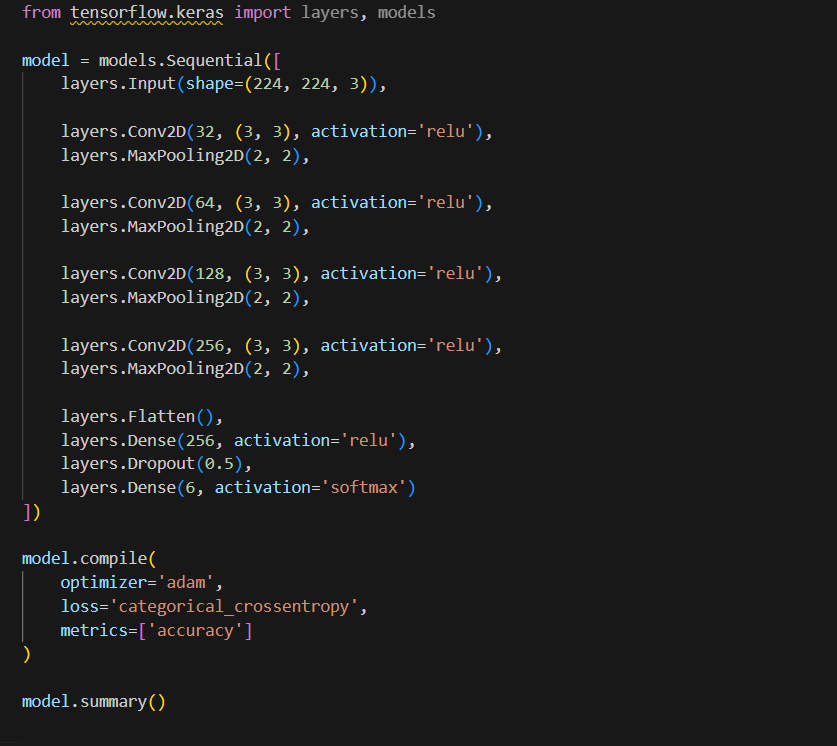 from tensorflow.keras import layers, models
model = models.Sequential([
    layers.Input(shape=(224, 224, 3)),
    layers.Conv2D(32, (3, 3), activation='relu'),
    layers.MaxPooling2D(2, 2),
    layers.Conv2D(64, (3, 3), activation='relu'),
    layers.MaxPooling2D(2, 2),
    layers.Conv2D(128, (3, 3), activation='relu'),
    layers.MaxPooling2D(2, 2),
    layers.Conv2D(256, (3, 3), activation='relu'),
    layers.MaxPooling2D(2, 2),
    layers.Flatten(),
    layers.Dense(256, activation='relu'),
    layers.Dropout(0.5),
    layers.Dense(6, activation='softmax')
])
model.compile(
    optimizer='adam',
    loss='categorical_crossentropy',
    metrics=['accuracy']
)
model.summary()